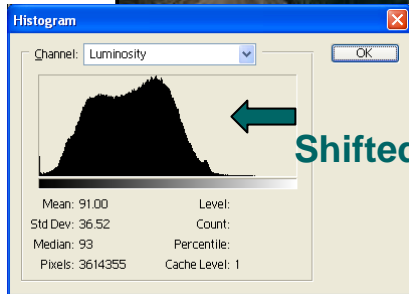 Histogram
Channel: Luminosity
OK
Shifted
Mean: 91.00 Level:
Std Dev: 36.52 Count:
Median: 93 Percentile:
Pixels: 3614355 Cache Level: 1